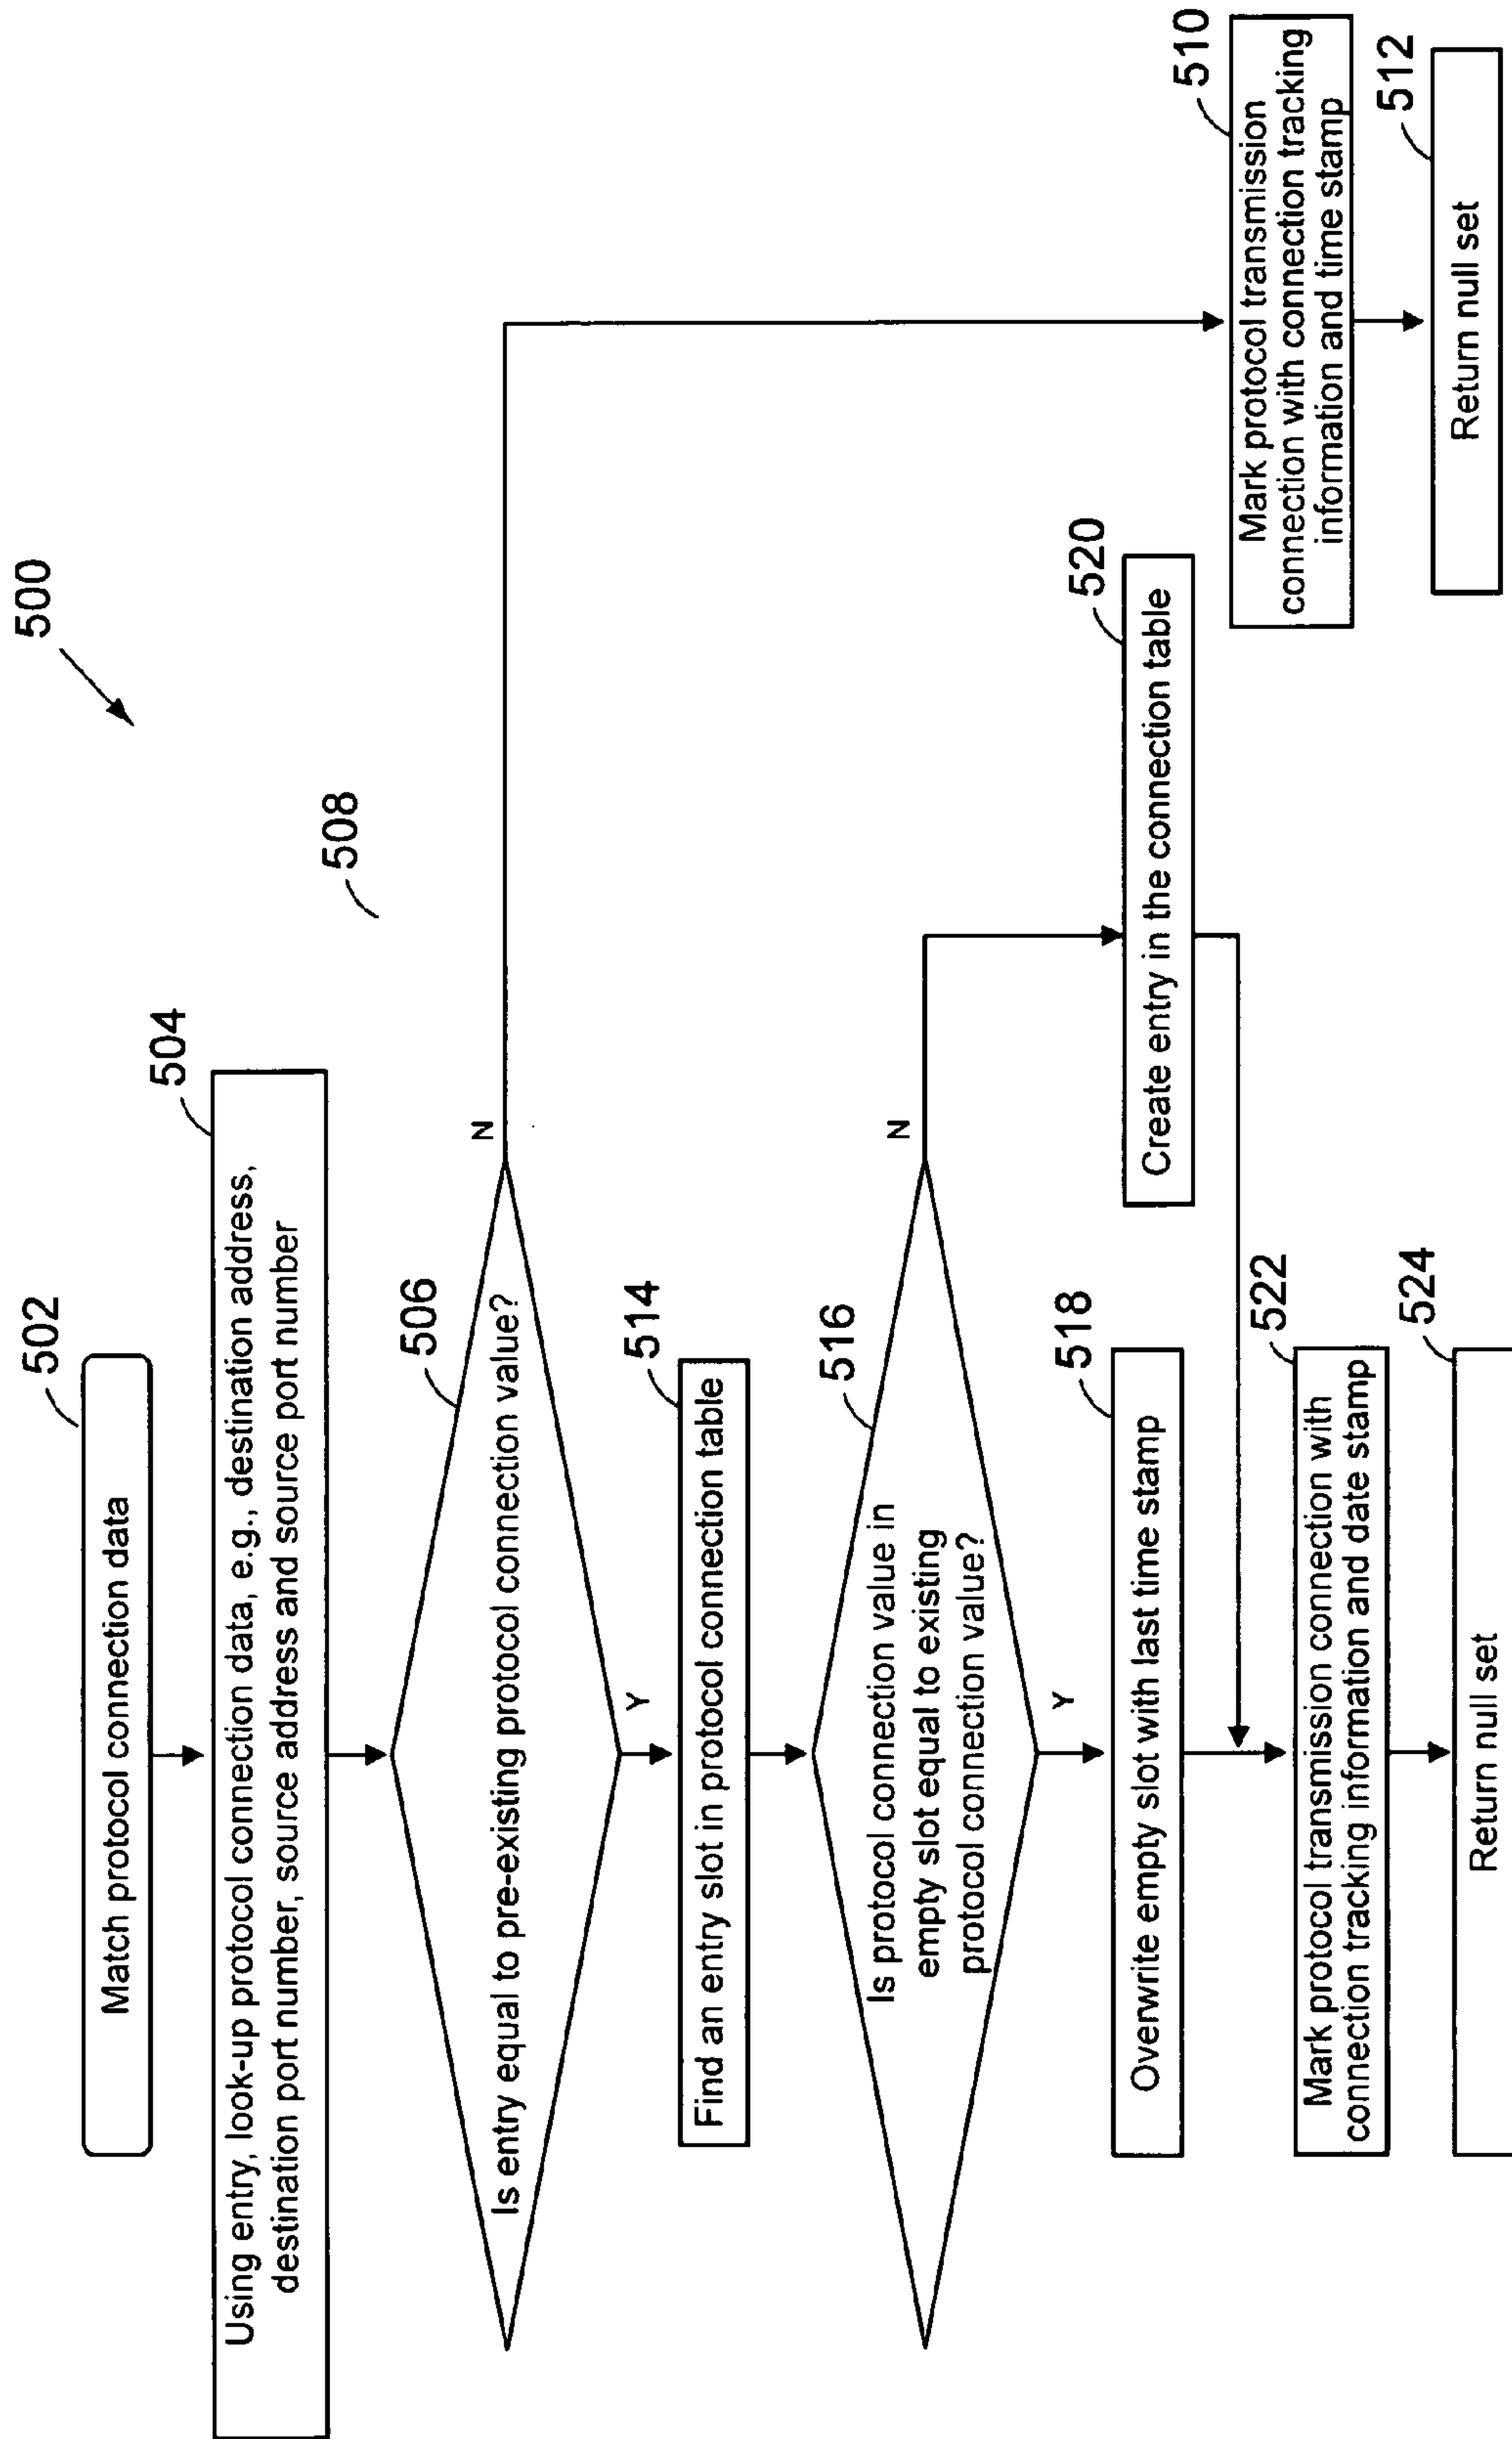 500
502
Match protocol connection data
504
Using entry, look-up protocol connection data, e.g., destination address,
destination port number, source address and source port number
506
508
Is entry equal to pre-existing protocol connection value?
N
Y
514
Find an entry slot in protocol connection table
516
Is protocol connection value in
empty slot equal to existing
protocol connection value?
N
Y
518
Overwrite empty slot with last time stamp
520
Create entry in the connection table
522
Mark protocol transmission connection with
connection tracking information and date stamp
524
Return null set
510
Mark protocol transmission
connection with connection tracking
information and time stamp
512
Return null set